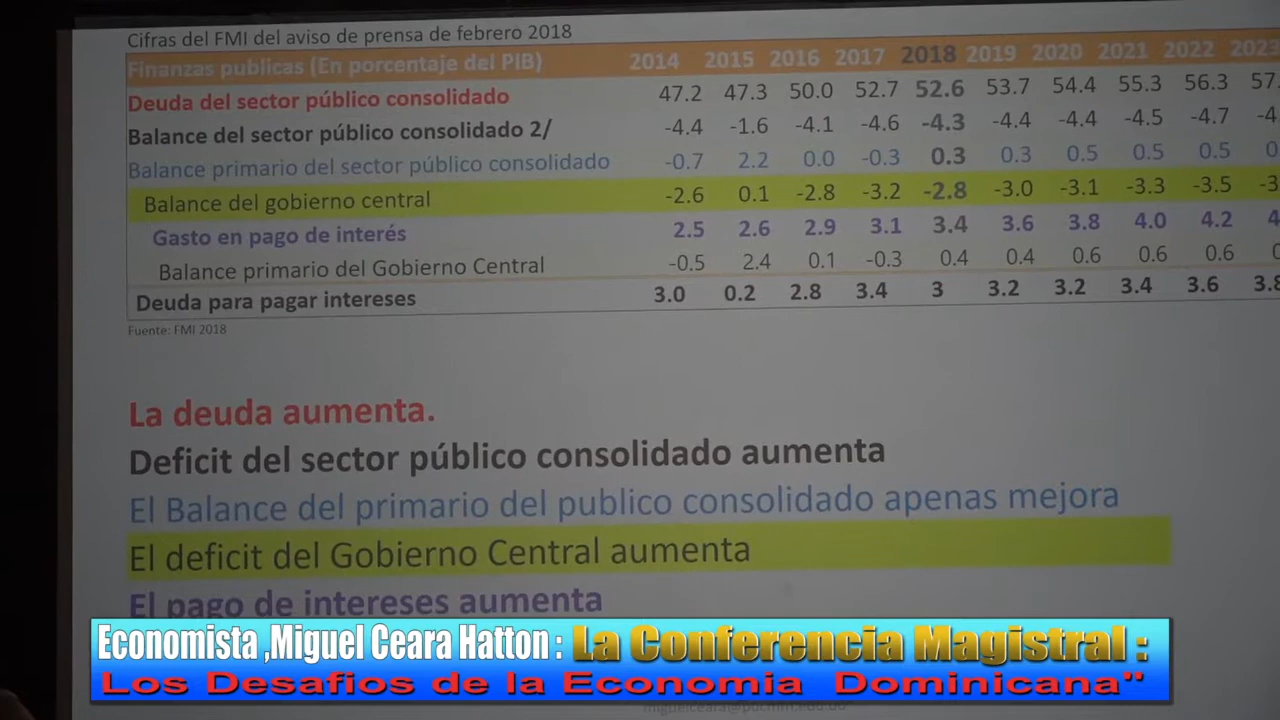 Cifras del FMI del aviso de prensa de febrero 2018
Finanzas publicas (En porcentaje del PIB) 2014 2015 2016 2017 2018 2019 2020 2021 2022 2023
Deuda del sector público consolidado 47.2 47.3 50.0 52.7 52.6 53.7 54.4 55.3 56.3 57.
Balance del sector público consolidado 2/ -4.4 -1.6 -4.1 -4.6 -4.3 -4.4 -4.4 -4.5 -4.7 -4
Balance primario del sector público consolidado -0.7 2.2 0.0 -0.3 0.3 0.3 0.5 0.5 0.5 0
Balance del gobierno central -2.6 0.1 -2.8 -3.2 -2.8 -3.0 -3.1 -3.3 -3.5 -3
Gasto en pago de interés 2.5 2.6 2.9 3.1 3.4 3.6 3.8 4.0 4.2 4
Balance primario del Gobierno Central -0.5 2.4 0.1 -0.3 0.4 0.4 0.6 0.6 0.6 0
Deuda para pagar intereses 3.0 0.2 2.8 3.4 3 3.2 3.2 3.4 3.6 3.8
Fuente: FMI 2018
La deuda aumenta.
Deficit del sector público consolidado aumenta
El Balance del primario del publico consolidado apenas mejora
El deficit del Gobierno Central aumenta
El pago de intereses aumenta
Economista ,Miguel Ceara Hatton : La Conferencia Magistral :
Los Desafios de la Economia Dominicana"